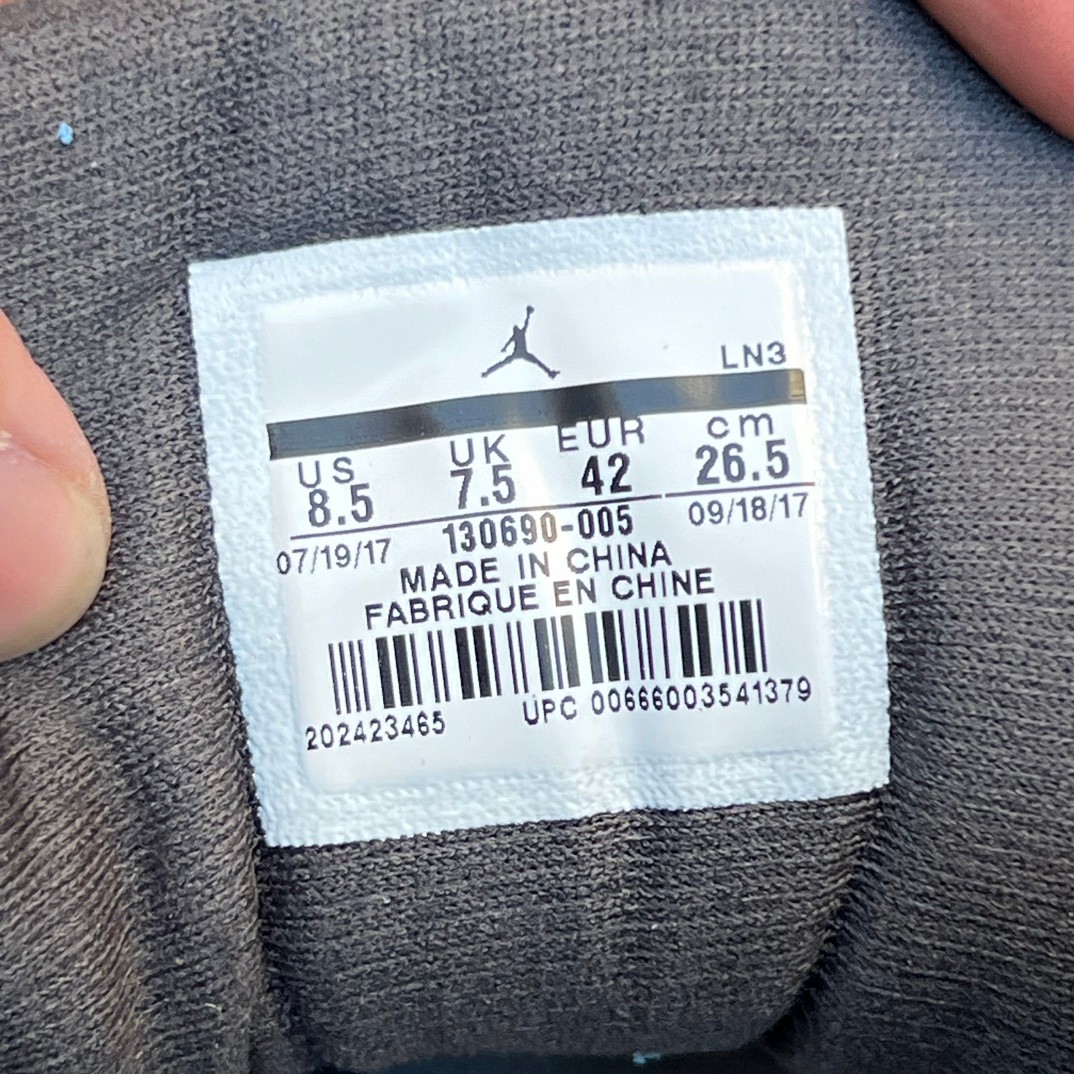 LN3
US UK EUR cm
8.5 7.5 42 26.5
07/19/17 130690-005 09/18/17
MADE IN CHINA
FABRIQUE EN CHINE
202423465 UPC 00666003541379